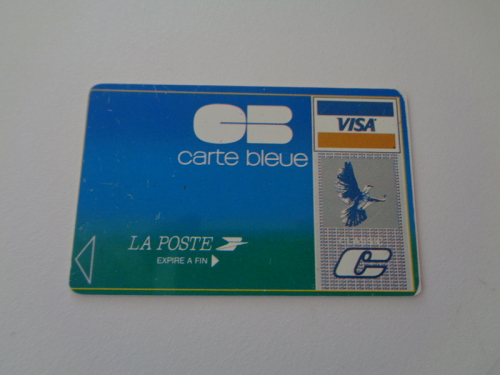 CB
VISA
carte bleue
LA POSTE
EXPIRE A FIN